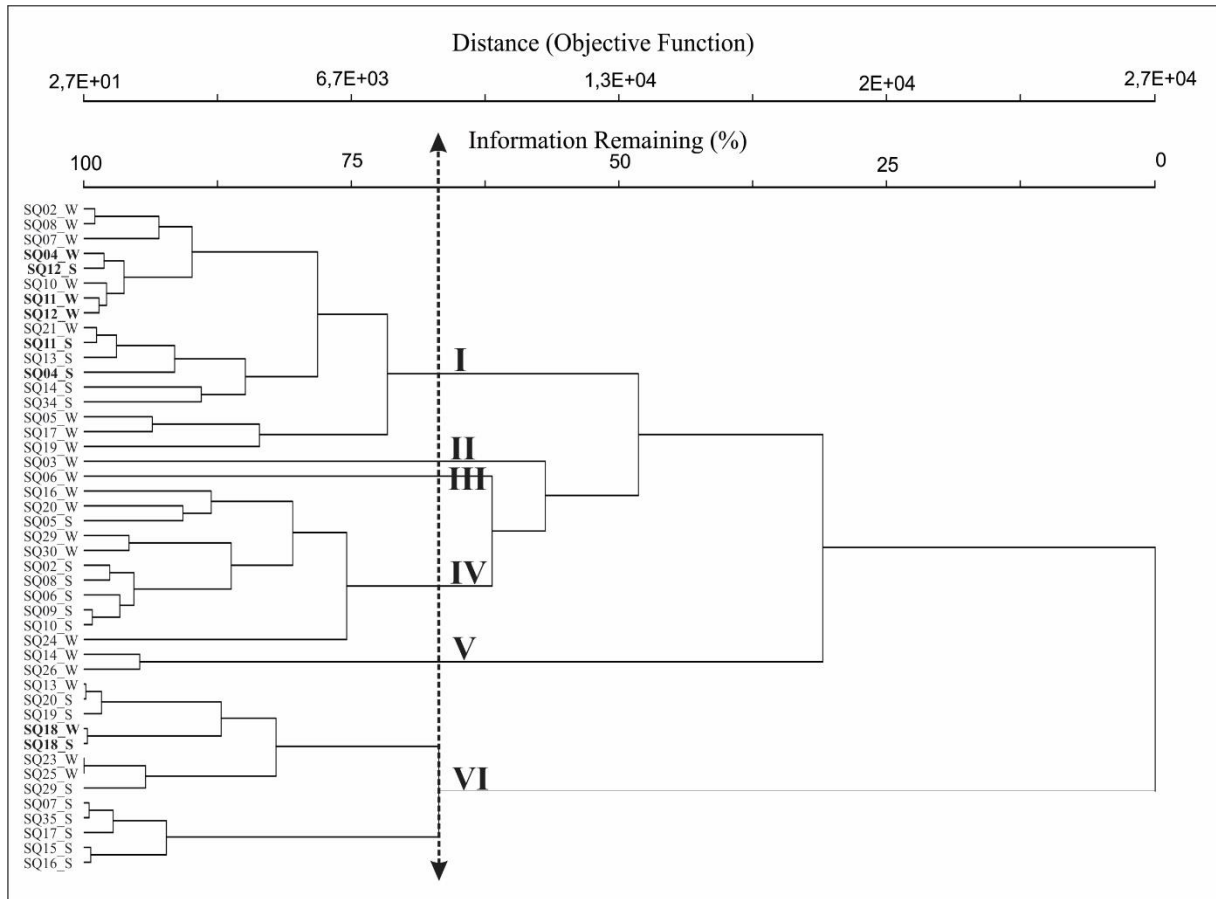 Distance (Objective Function)
2,7E+01 6,7E+03 1,3E+04 2E+04 2,7E+04
Information Remaining (%)
100 75 50 25 0
SQ02_W
SQ08_W
SQ07_W
SQ04_W
SQ12_S
SQ10_W
SQ11_W
SQ12_W
SQ21_W
SQ11_S
SQ13_S
SQ04_S
SQ14_S
SQ34_S
SQ05_W
SQ17_W
SQ19_W
SQ03_W
SQ06_W
SQ16_W
SQ20_W
SQ05_S
SQ29_W
SQ30_W
SQ02_S
SQ08_S
SQ06_S
SQ09_S
SQ10_S
SQ24_W
SQ14_W
SQ26_W
SQ13_W
SQ20_S
SQ19_S
SQ18_W
SQ18_S
SQ23_W
SQ25_W
SQ29_S
SQ07_S
SQ35_S
SQ17_S
SQ15_S
SQ16_S
I
II
III
IV
V
VI